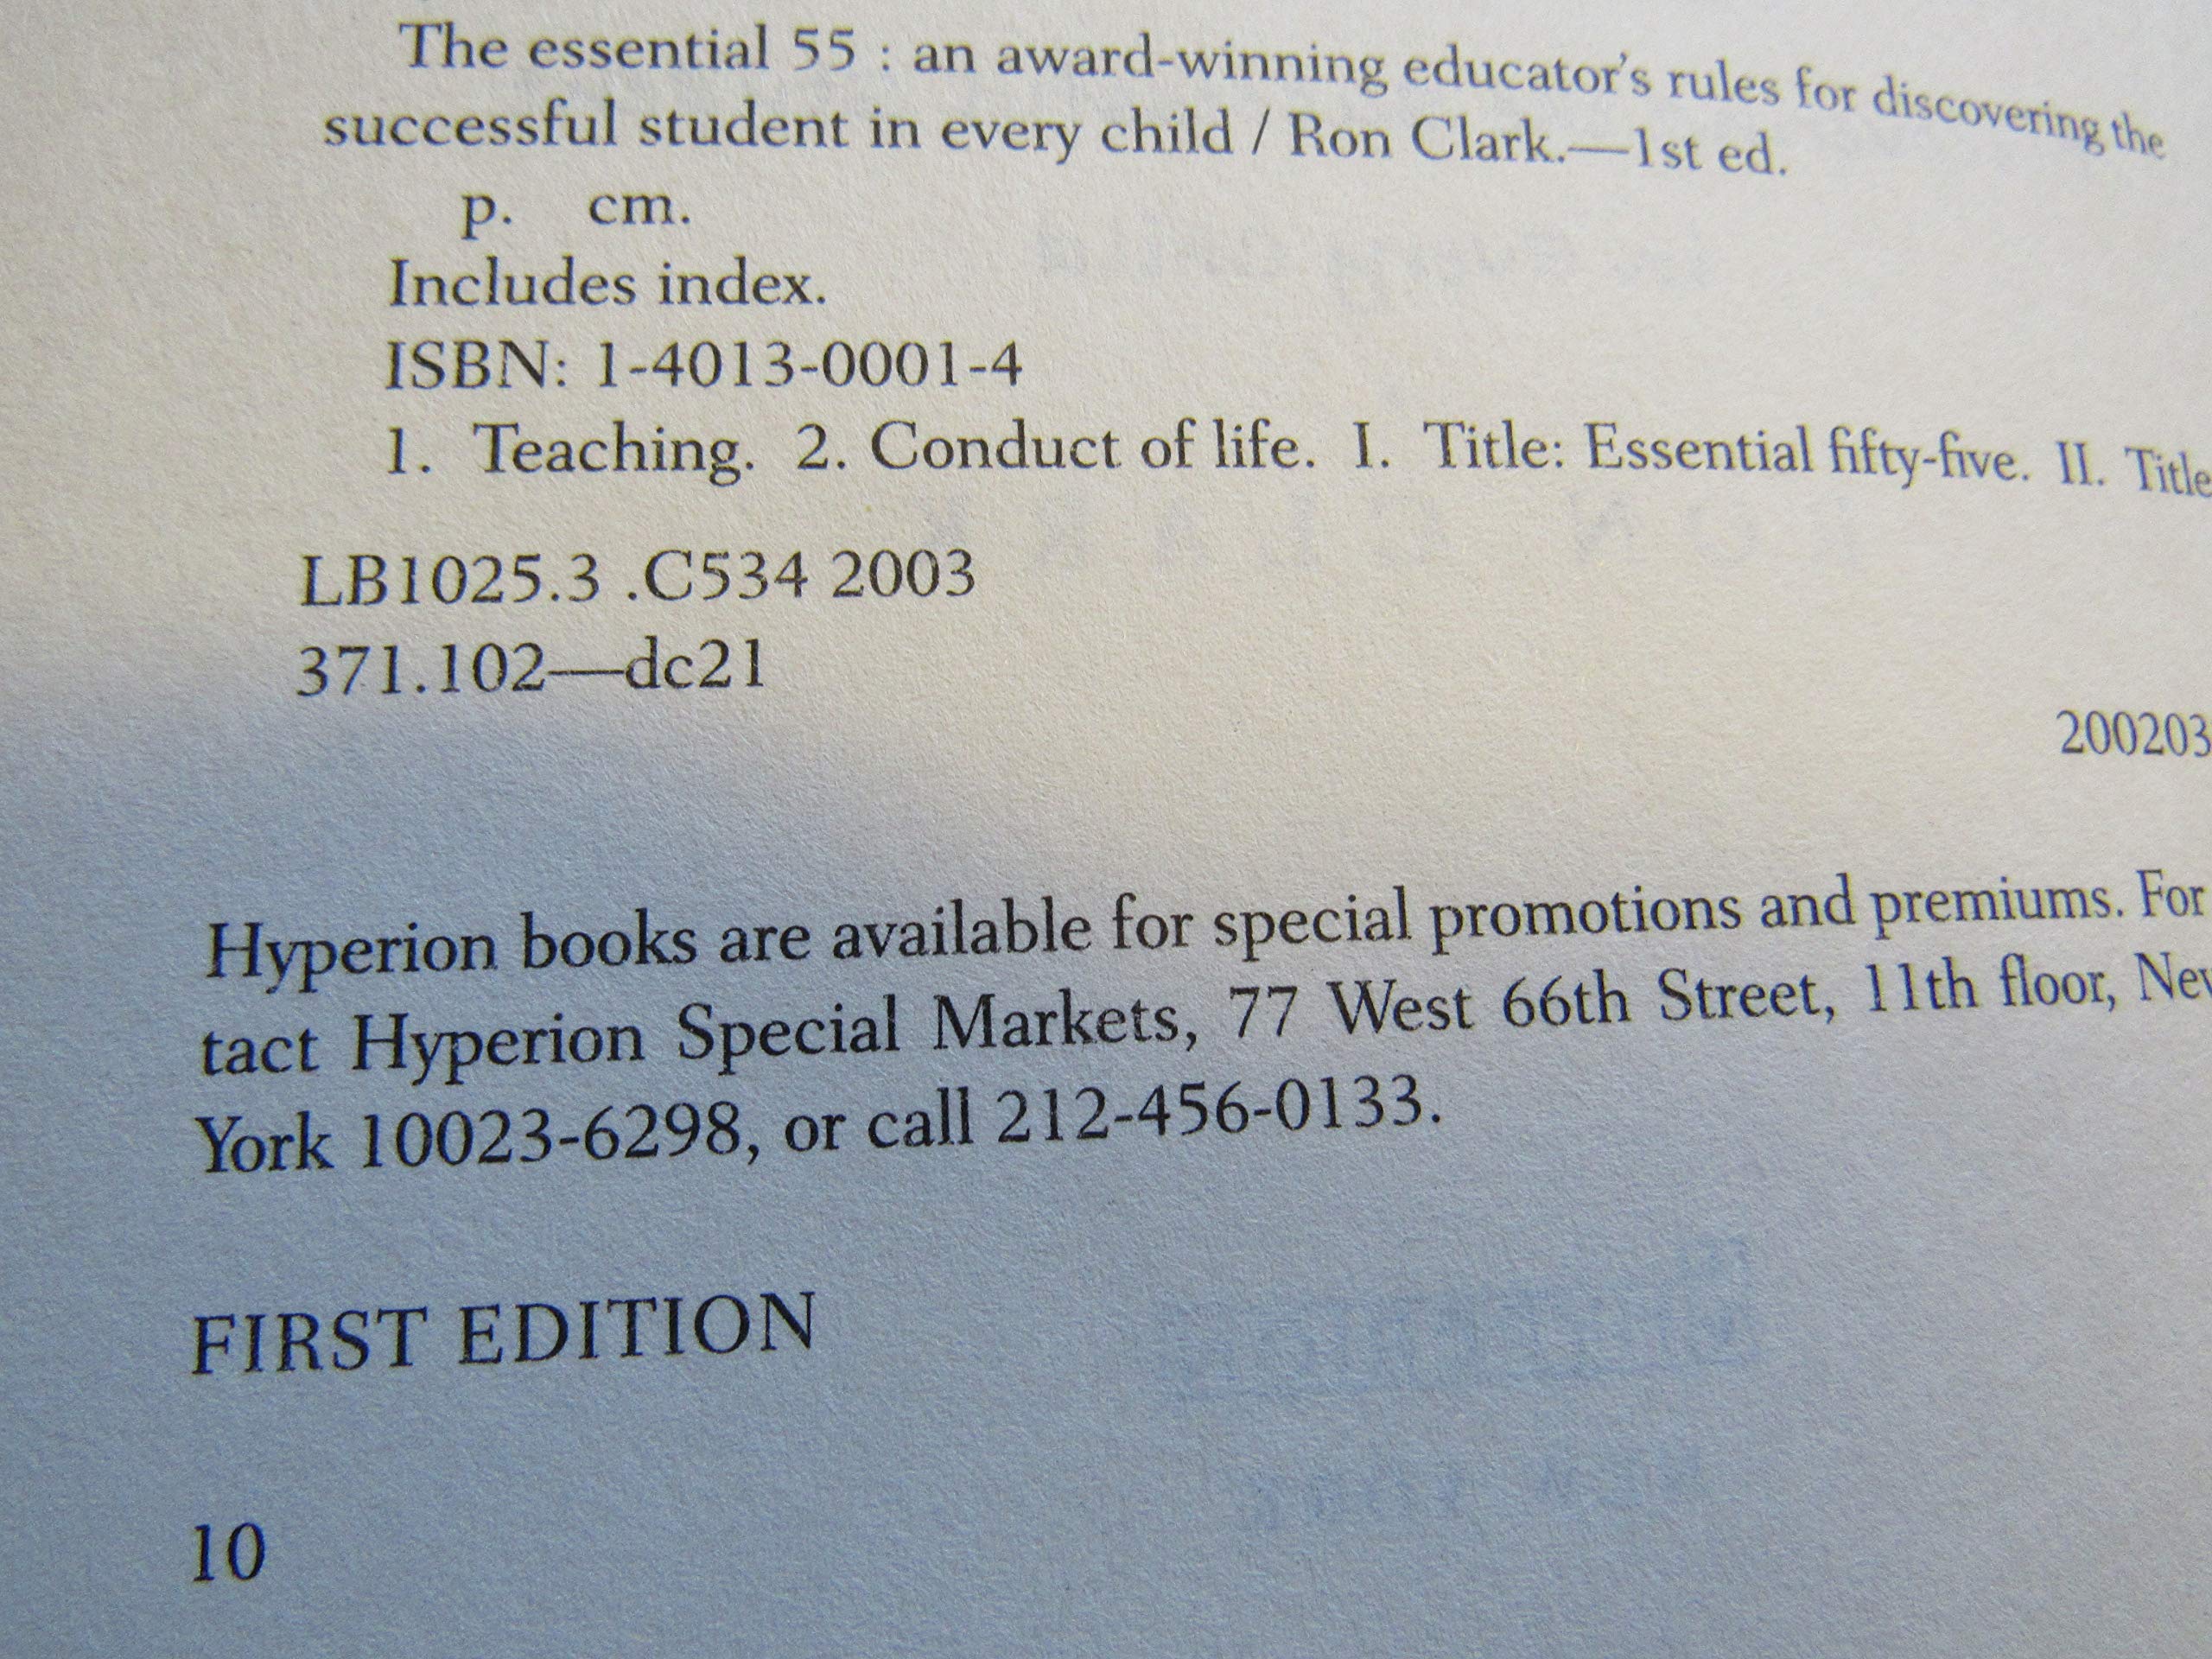 The essential 55 : an award-winning educator's rules for discovering the
successful student in every child / Ron Clark.—1st ed.
p. cm.
Includes index.
ISBN: 1-4013-0001-4
1. Teaching. 2. Conduct of life. I. Title: Essential fifty-five. II. Title
LB1025.3 .C534 2003
371.102—dc21
200203
Hyperion books are available for special promotions and premiums. For
tact Hyperion Special Markets, 77 West 66th Street, 11th floor, New
York 10023-6298, or call 212-456-0133.
FIRST EDITION
10